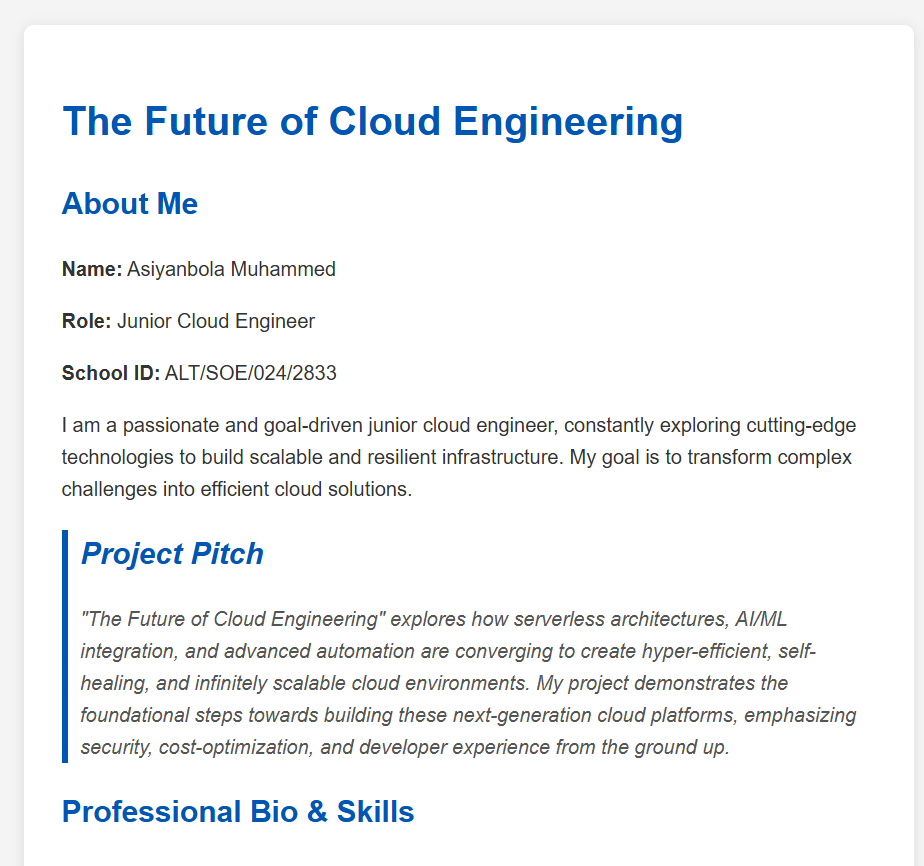 The Future of Cloud Engineering
About Me
Name: Asiyanbola Muhammed
Role: Junior Cloud Engineer
School ID: ALT/SOE/024/2833
I am a passionate and goal-driven junior cloud engineer, constantly exploring cutting-edge
technologies to build scalable and resilient infrastructure. My goal is to transform complex
challenges into efficient cloud solutions.
Project Pitch
"The Future of Cloud Engineering" explores how serverless architectures, AI/ML
integration, and advanced automation are converging to create hyper-efficient, self-
healing, and infinitely scalable cloud environments. My project demonstrates the
foundational steps towards building these next-generation cloud platforms, emphasizing
security, cost-optimization, and developer experience from the ground up.
Professional Bio & Skills